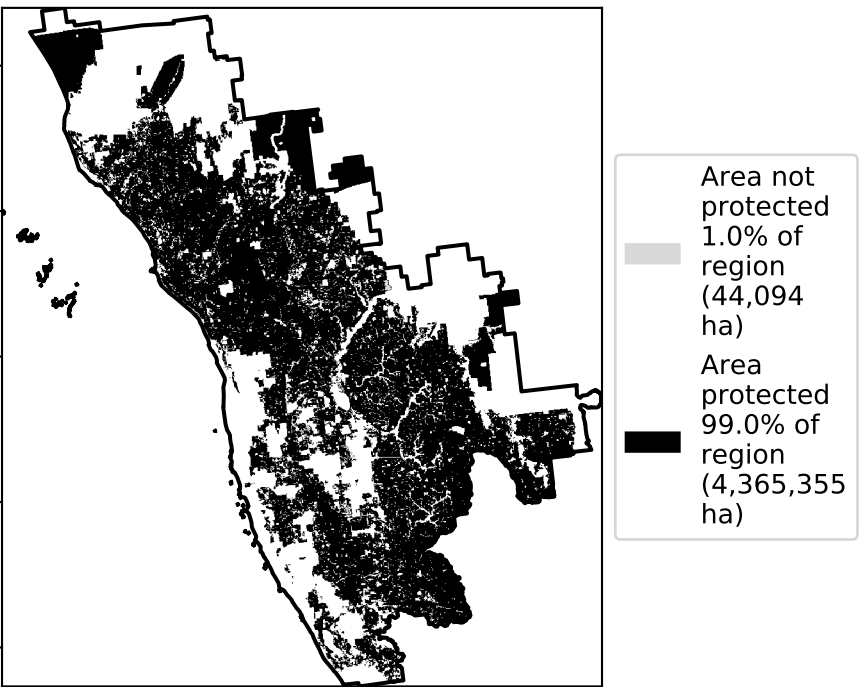 Area not
protected
1.0% of
region
(44,094
ha)
Area
protected
99.0% of
region
(4,365,355
ha)